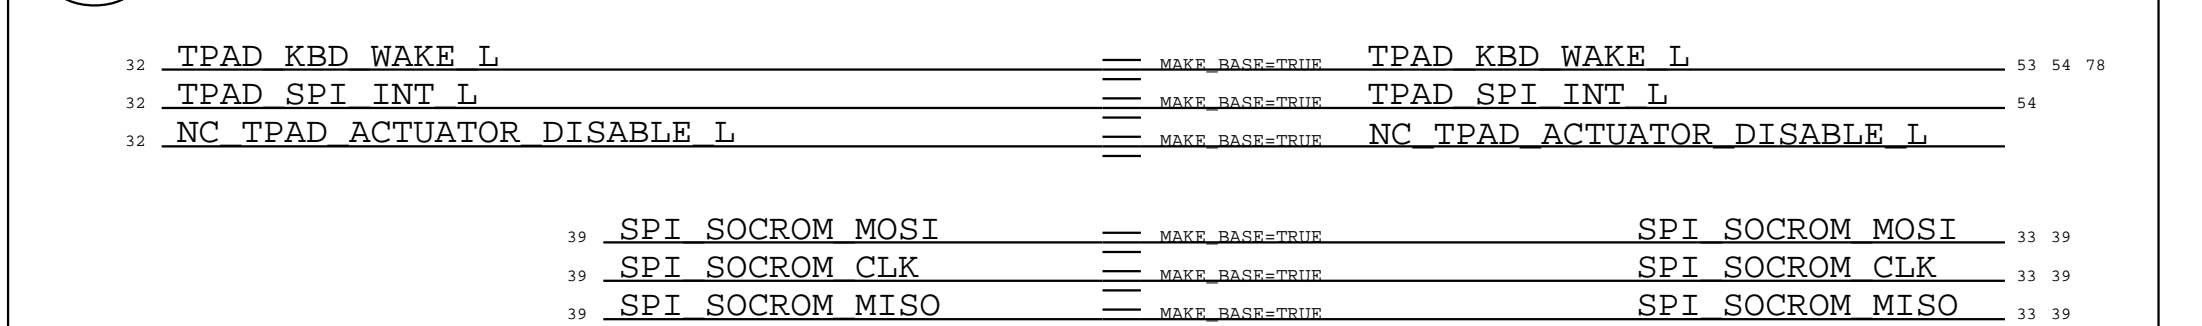 32 TPAD_KBD_WAKE_L MAKE_BASE=TRUE TPAD_KBD_WAKE_L 53 54 78
32 TPAD_SPI_INT_L MAKE_BASE=TRUE TPAD_SPI_INT_L 54
32 NC_TPAD_ACTUATOR_DISABLE_L MAKE_BASE=TRUE NC_TPAD_ACTUATOR_DISABLE_L
39 SPI_SOCROM_MOSI MAKE_BASE=TRUE SPI_SOCROM_MOSI 33 39
39 SPI_SOCROM_CLK MAKE_BASE=TRUE SPI_SOCROM_CLK 33 39
39 SPI_SOCROM_MISO MAKE_BASE=TRUE SPI_SOCROM_MISO 33 39